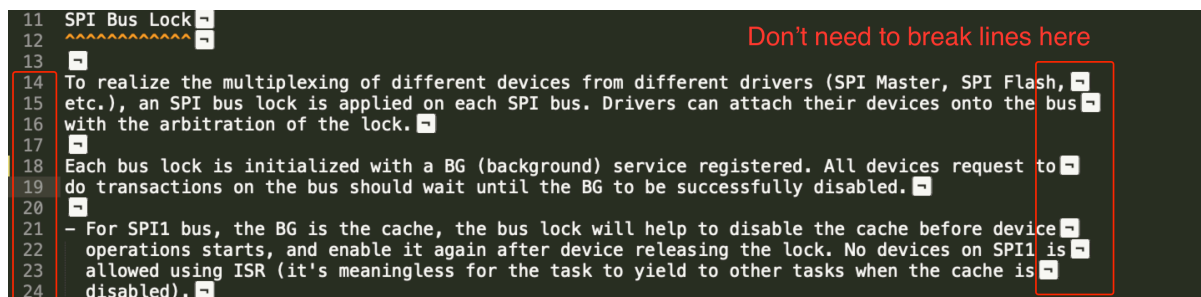 11 SPI Bus Lock¬
12 ^^^^^^^^^^^^¬
Don't need to break lines here
13 ¬
14 To realize the multiplexing of different devices from different drivers (SPI Master, SPI Flash,¬
15 etc.), an SPI bus lock is applied on each SPI bus. Drivers can attach their devices onto the bus¬
16 with the arbitration of the lock.¬
17 ¬
18 Each bus lock is initialized with a BG (background) service registered. All devices request to¬
19 do transactions on the bus should wait until the BG to be successfully disabled.¬
20 ¬
21 - For SPI1 bus, the BG is the cache, the bus lock will help to disable the cache before device¬
22 operations starts, and enable it again after device releasing the lock. No devices on SPI1 is¬
23 allowed using ISR (it's meaningless for the task to yield to other tasks when the cache is¬
24 disabled).¬